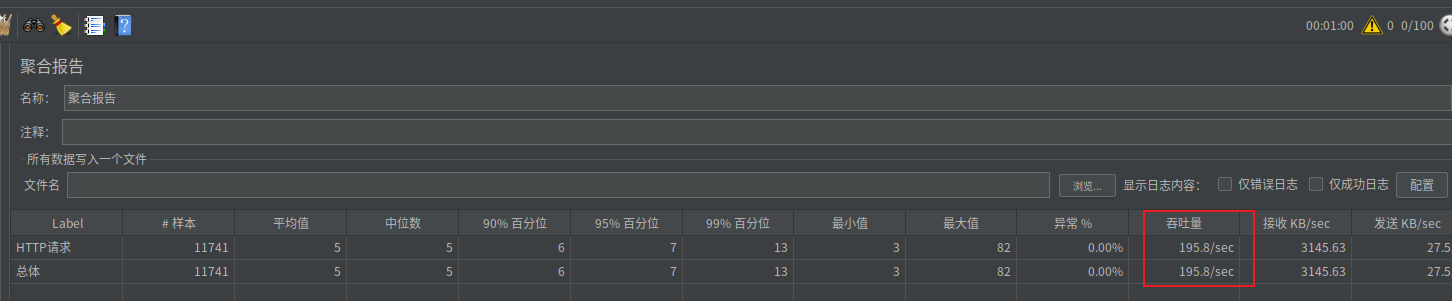 00:01:00 0 0/100
聚合报告
名称： 聚合报告
注释：
所有数据写入一个文件
文件名 浏览... 显示日志内容： 仅错误日志 仅成功日志 配置
Label # 样本 平均值 中位数 90% 百分位 95% 百分位 99% 百分位 最小值 最大值 异常 % 吞吐量 接收 KB/sec 发送 KB/sec
HTTP请求 11741 5 5 6 7 13 3 82 0.00% 195.8/sec 3145.63 27.5
总体 11741 5 5 6 7 13 3 82 0.00% 195.8/sec 3145.63 27.5